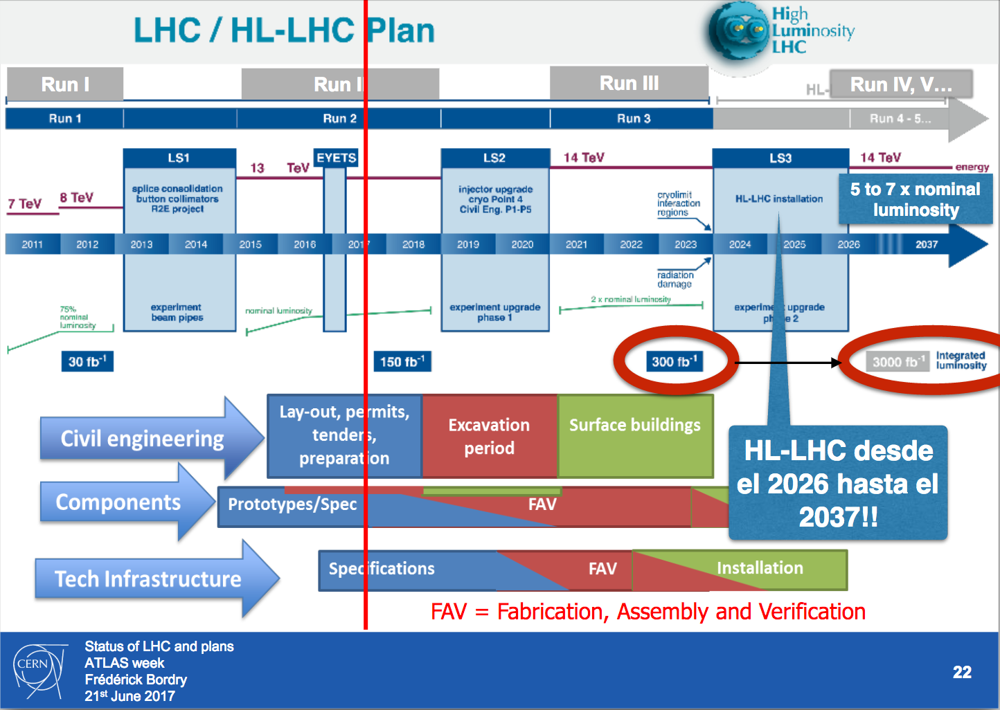 LHC / HL-LHC Plan
High
Luminosity
LHC
Run I
Run II
Run III
HL-
Run IV, V...
Run 1
Run 2
Run 3
Run 4 - 5...
LS1
EYETS
LS2
14 TeV
LS3
14 TeV
energy
13 TeV
7 TeV
8 TeV
splice consolidation
button collimators
R2E project
injector upgrade
cryo Point 4
Civil Eng. P1-P5
cryolimit
interaction
regions
HL-LHC installation
5 to 7 x nominal
luminosity
2011 2012 2013 2014 2015 2016 2017 2018 2019 2020 2021 2022 2023 2024 2025 2026 2037
radiation
damage
75%
nominal
luminosity
experiment
beam pipes
nominal luminosity
experiment upgrade
phase 1
2 x nominal luminosity
experiment upgrade
phase 2
30 fb⁻¹
150 fb⁻¹
300 fb⁻¹
3000 fb⁻¹
Integrated
luminosity
Civil engineering
Lay-out, permits,
tenders,
preparation
Excavation
period
Surface buildings
HL-LHC desde
el 2026 hasta el
2037!!
Components
Prototypes/Spec
FAV
Tech Infrastructure
Specifications
FAV
Installation
FAV = Fabrication, Assembly and Verification
CERN
Status of LHC and plans
ATLAS week
Frédérick Bordry
21st June 2017
22